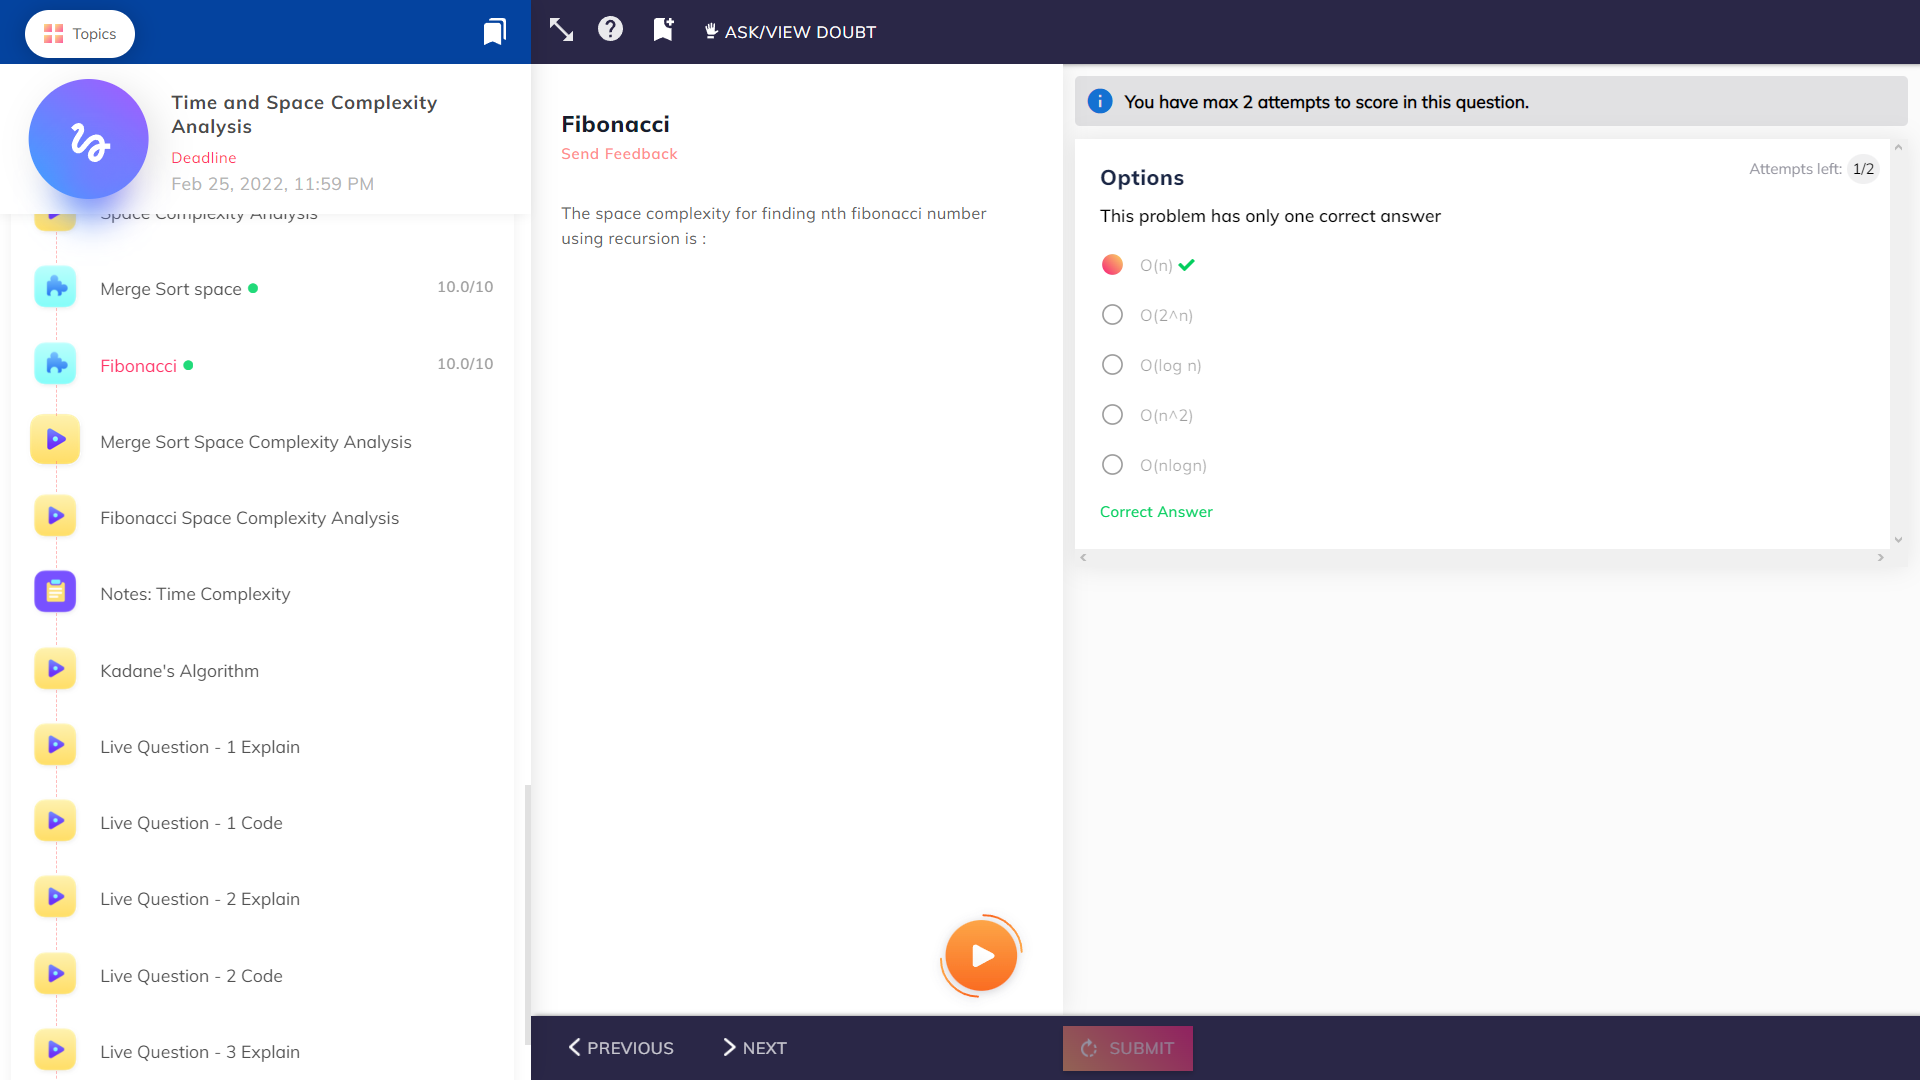 Topics
ASK/VIEW DOUBT
Time and Space Complexity
Analysis
Deadline
Feb 25, 2022, 11:59 PM
Space Complexity Analysis
Merge Sort space
10.0/10
Fibonacci
10.0/10
Merge Sort Space Complexity Analysis
Fibonacci Space Complexity Analysis
Notes: Time Complexity
Kadane's Algorithm
Live Question - 1 Explain
Live Question - 1 Code
Live Question - 2 Explain
Live Question - 2 Code
Live Question - 3 Explain
Fibonacci
Send Feedback
The space complexity for finding nth fibonacci number
using recursion is :
You have max 2 attempts to score in this question.
Attempts left: 1/2
Options
This problem has only one correct answer
O(n)
O(2^n)
O(log n)
O(n^2)
O(nlogn)
Correct Answer
PREVIOUS
NEXT
SUBMIT